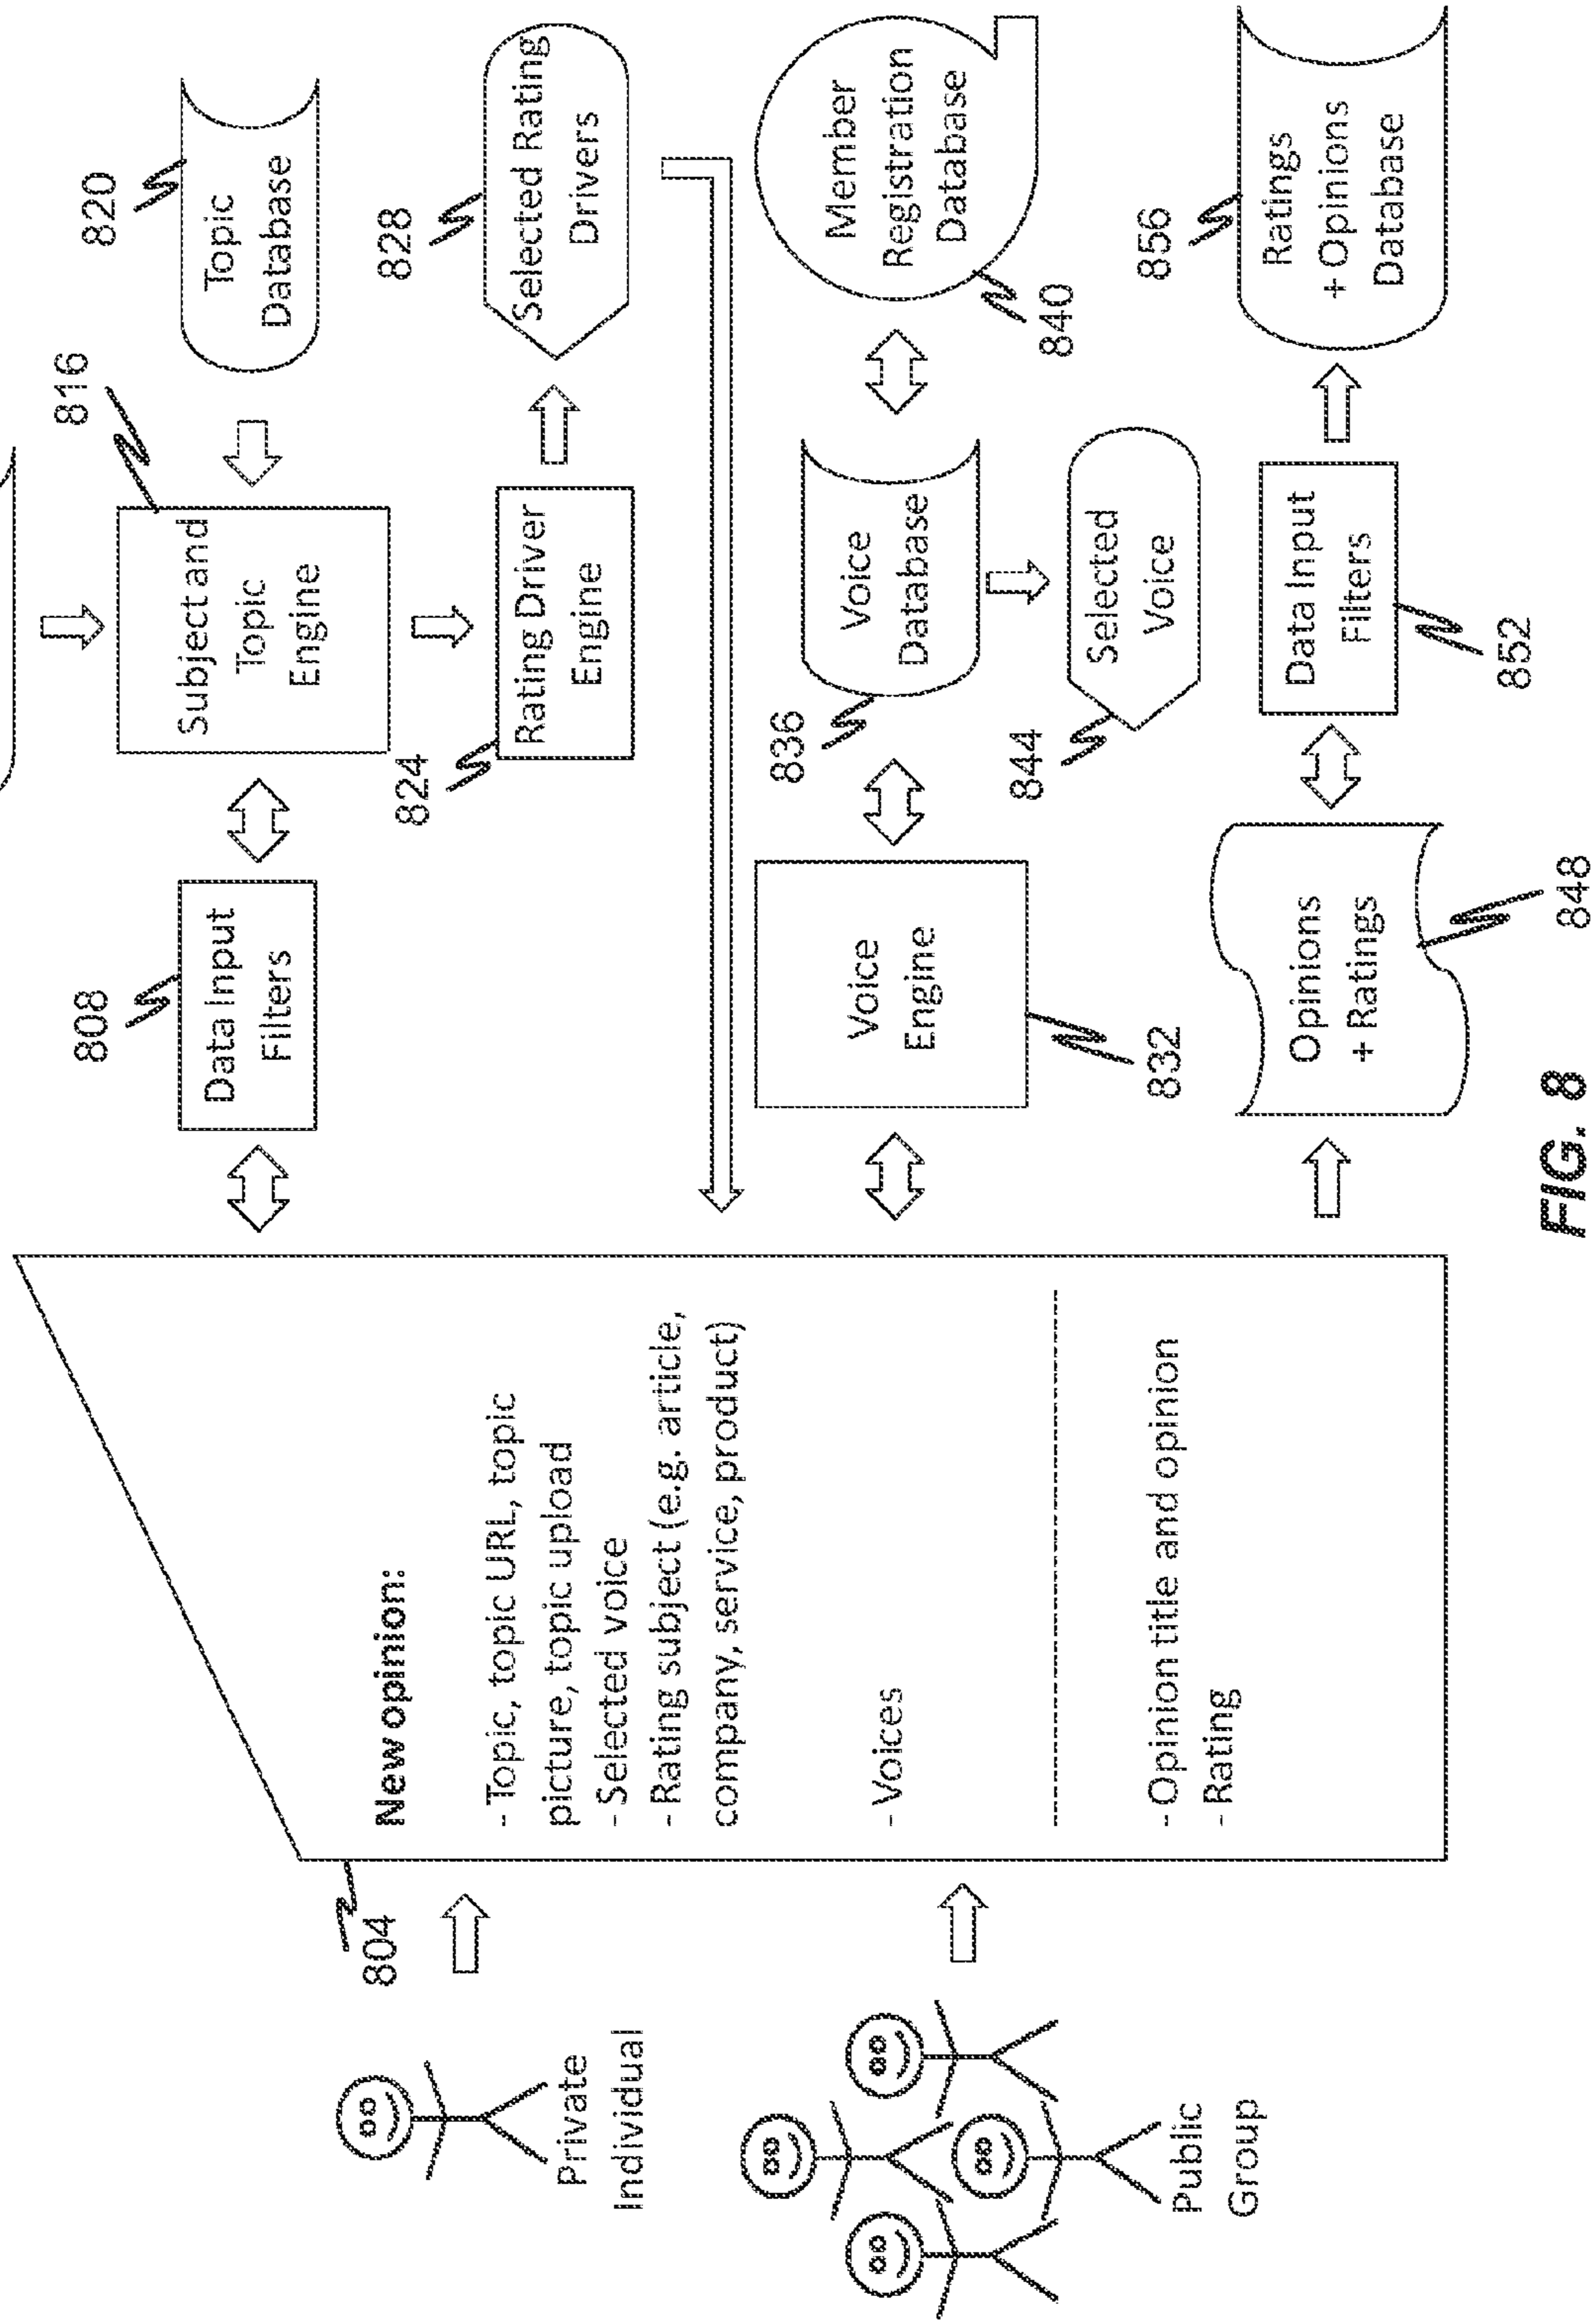 820
816
Topic
Database
808
Subject and
Topic
Engine
Data Input
Filters
828
824
Selected Rating
Drivers
Rating Driver
Engine
804
New opinion:
- Topic, topic URL, topic
picture, topic upload
- Selected voice
- Rating subject (e.g. article,
company, service, product)
Private
Individual
- Voices
Voice
Engine
832
836
Voice
Database
Member
Registration
Database
840
844
Selected
Voice
Public
Group
- Opinion title and opinion
- Rating
Opinions
+ Ratings
848
Data Input
Filters
852
856
Ratings
+ Opinions
Database
FIG. 8